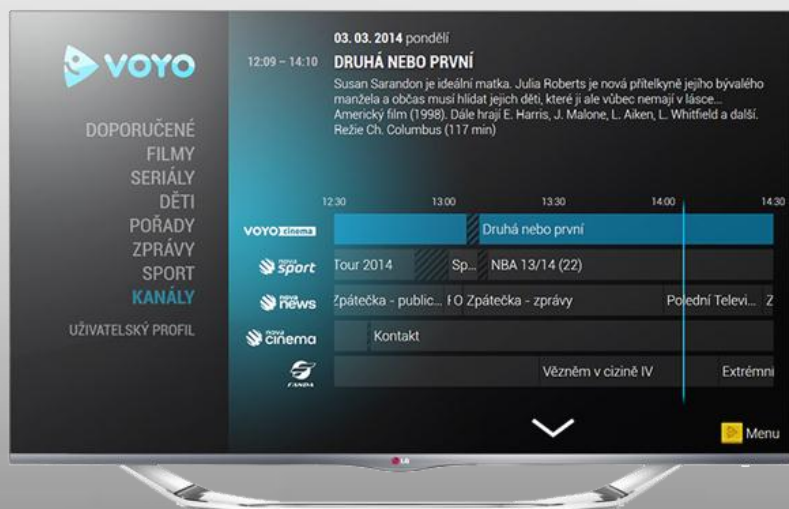 VOYO
DOPORUČENÉ
FILMY
SERIÁLY
DĚTI
POŘADY
ZPRÁVY
SPORT
KANÁLY
UŽIVATELSKÝ PROFIL
03. 03. 2014 pondělí
12:09 – 14:10 DRUHÁ NEBO PRVNÍ
Susan Sarandon je ideální matka. Julia Roberts je nová přítelkyně jejího bývalého
manžela a občas musí hlídat jejich děti, které ji ale vůbec nemají v lásce...
Americký film (1998). Dále hrají E. Harris, J. Malone, L. Aiken, L. Whitfield a další.
Režie Ch. Columbus (117 min)
12:30 13:00 13:30 14:00 14:30
VOYO cinema Druhá nebo první
nova sport Tour 2014 Sp... NBA 13/14 (22)
nova news Zpátečka - public... O Zpátečka - zprávy Polední Televi... Z
nova cinema Kontakt
FANDA Vězněm v cizině IV Extrémní
Menu
LG